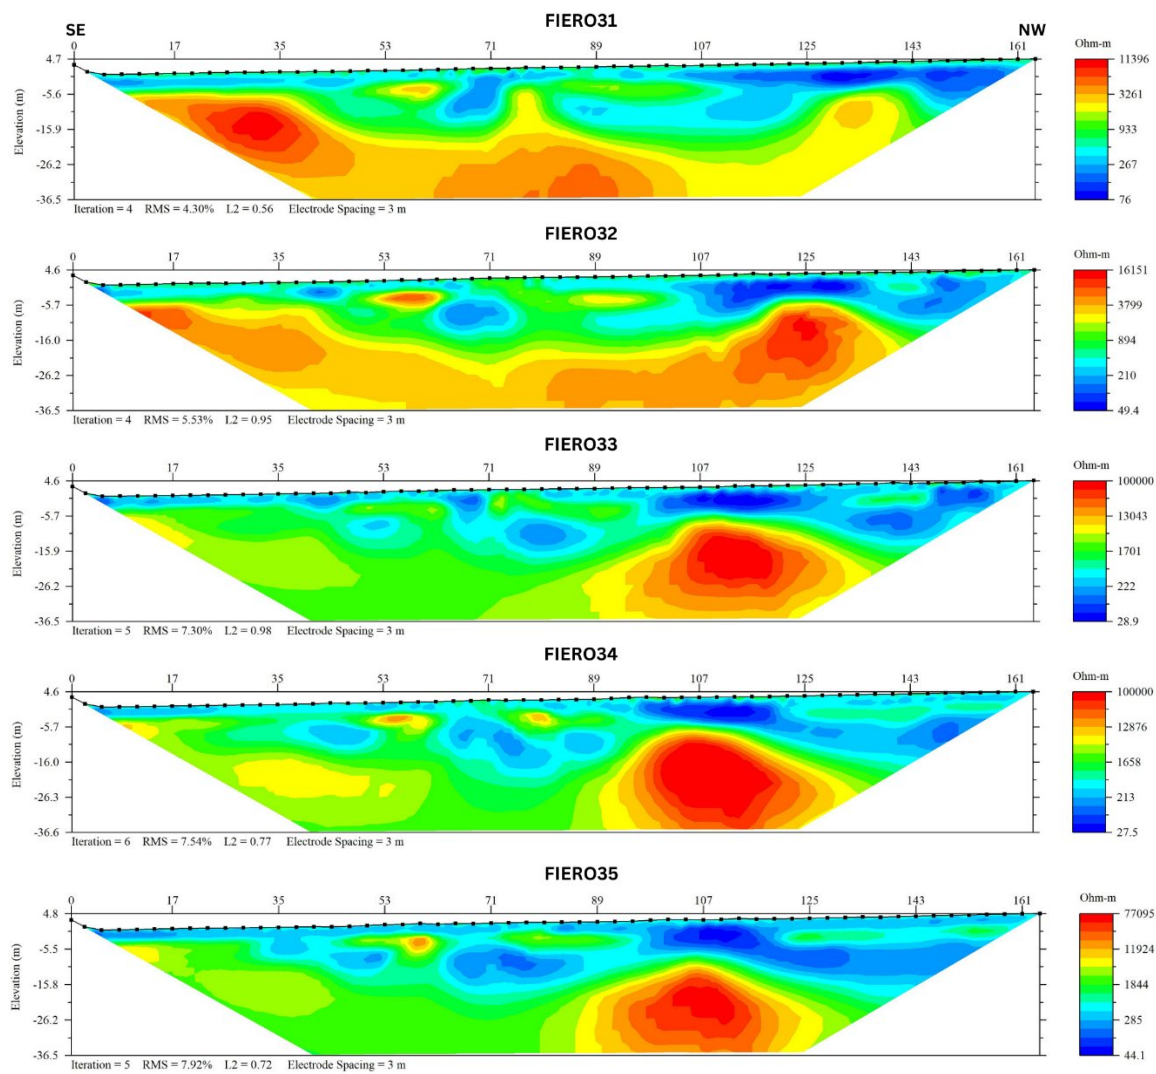 FIERO31
SE NW
0 17 35 53 71 89 107 125 143 161
Ohm-m
4.7 11396
-5.6 3261
Elevation (m)
-15.9 933
-26.2 267
-36.5 76
Iteration = 4 RMS = 4.30% L2 = 0.56 Electrode Spacing = 3 m
FIERO32
0 17 35 53 71 89 107 125 143 161
Ohm-m
4.6 16151
-5.7 3799
Elevation (m)
-16.0 894
-26.2 210
-36.5 49.4
Iteration = 4 RMS = 5.53% L2 = 0.95 Electrode Spacing = 3 m
FIERO33
0 17 35 53 71 89 107 125 143 161
Ohm-m
4.6 100000
-5.7 13043
Elevation (m)
-15.9 1701
-26.2 222
-36.5 28.9
Iteration = 5 RMS = 7.30% L2 = 0.98 Electrode Spacing = 3 m
FIERO34
0 17 35 53 71 89 107 125 143 161
Ohm-m
4.6 100000
-5.7 12876
Elevation (m)
-16.0 1658
-26.3 213
-36.6 27.5
Iteration = 6 RMS = 7.54% L2 = 0.77 Electrode Spacing = 3 m
FIERO35
0 17 35 53 71 89 107 125 143 161
Ohm-m
4.8 77095
-5.5 11924
Elevation (m)
-15.8 1844
-26.2 285
-36.5 44.1
Iteration = 5 RMS = 7.92% L2 = 0.72 Electrode Spacing = 3 m